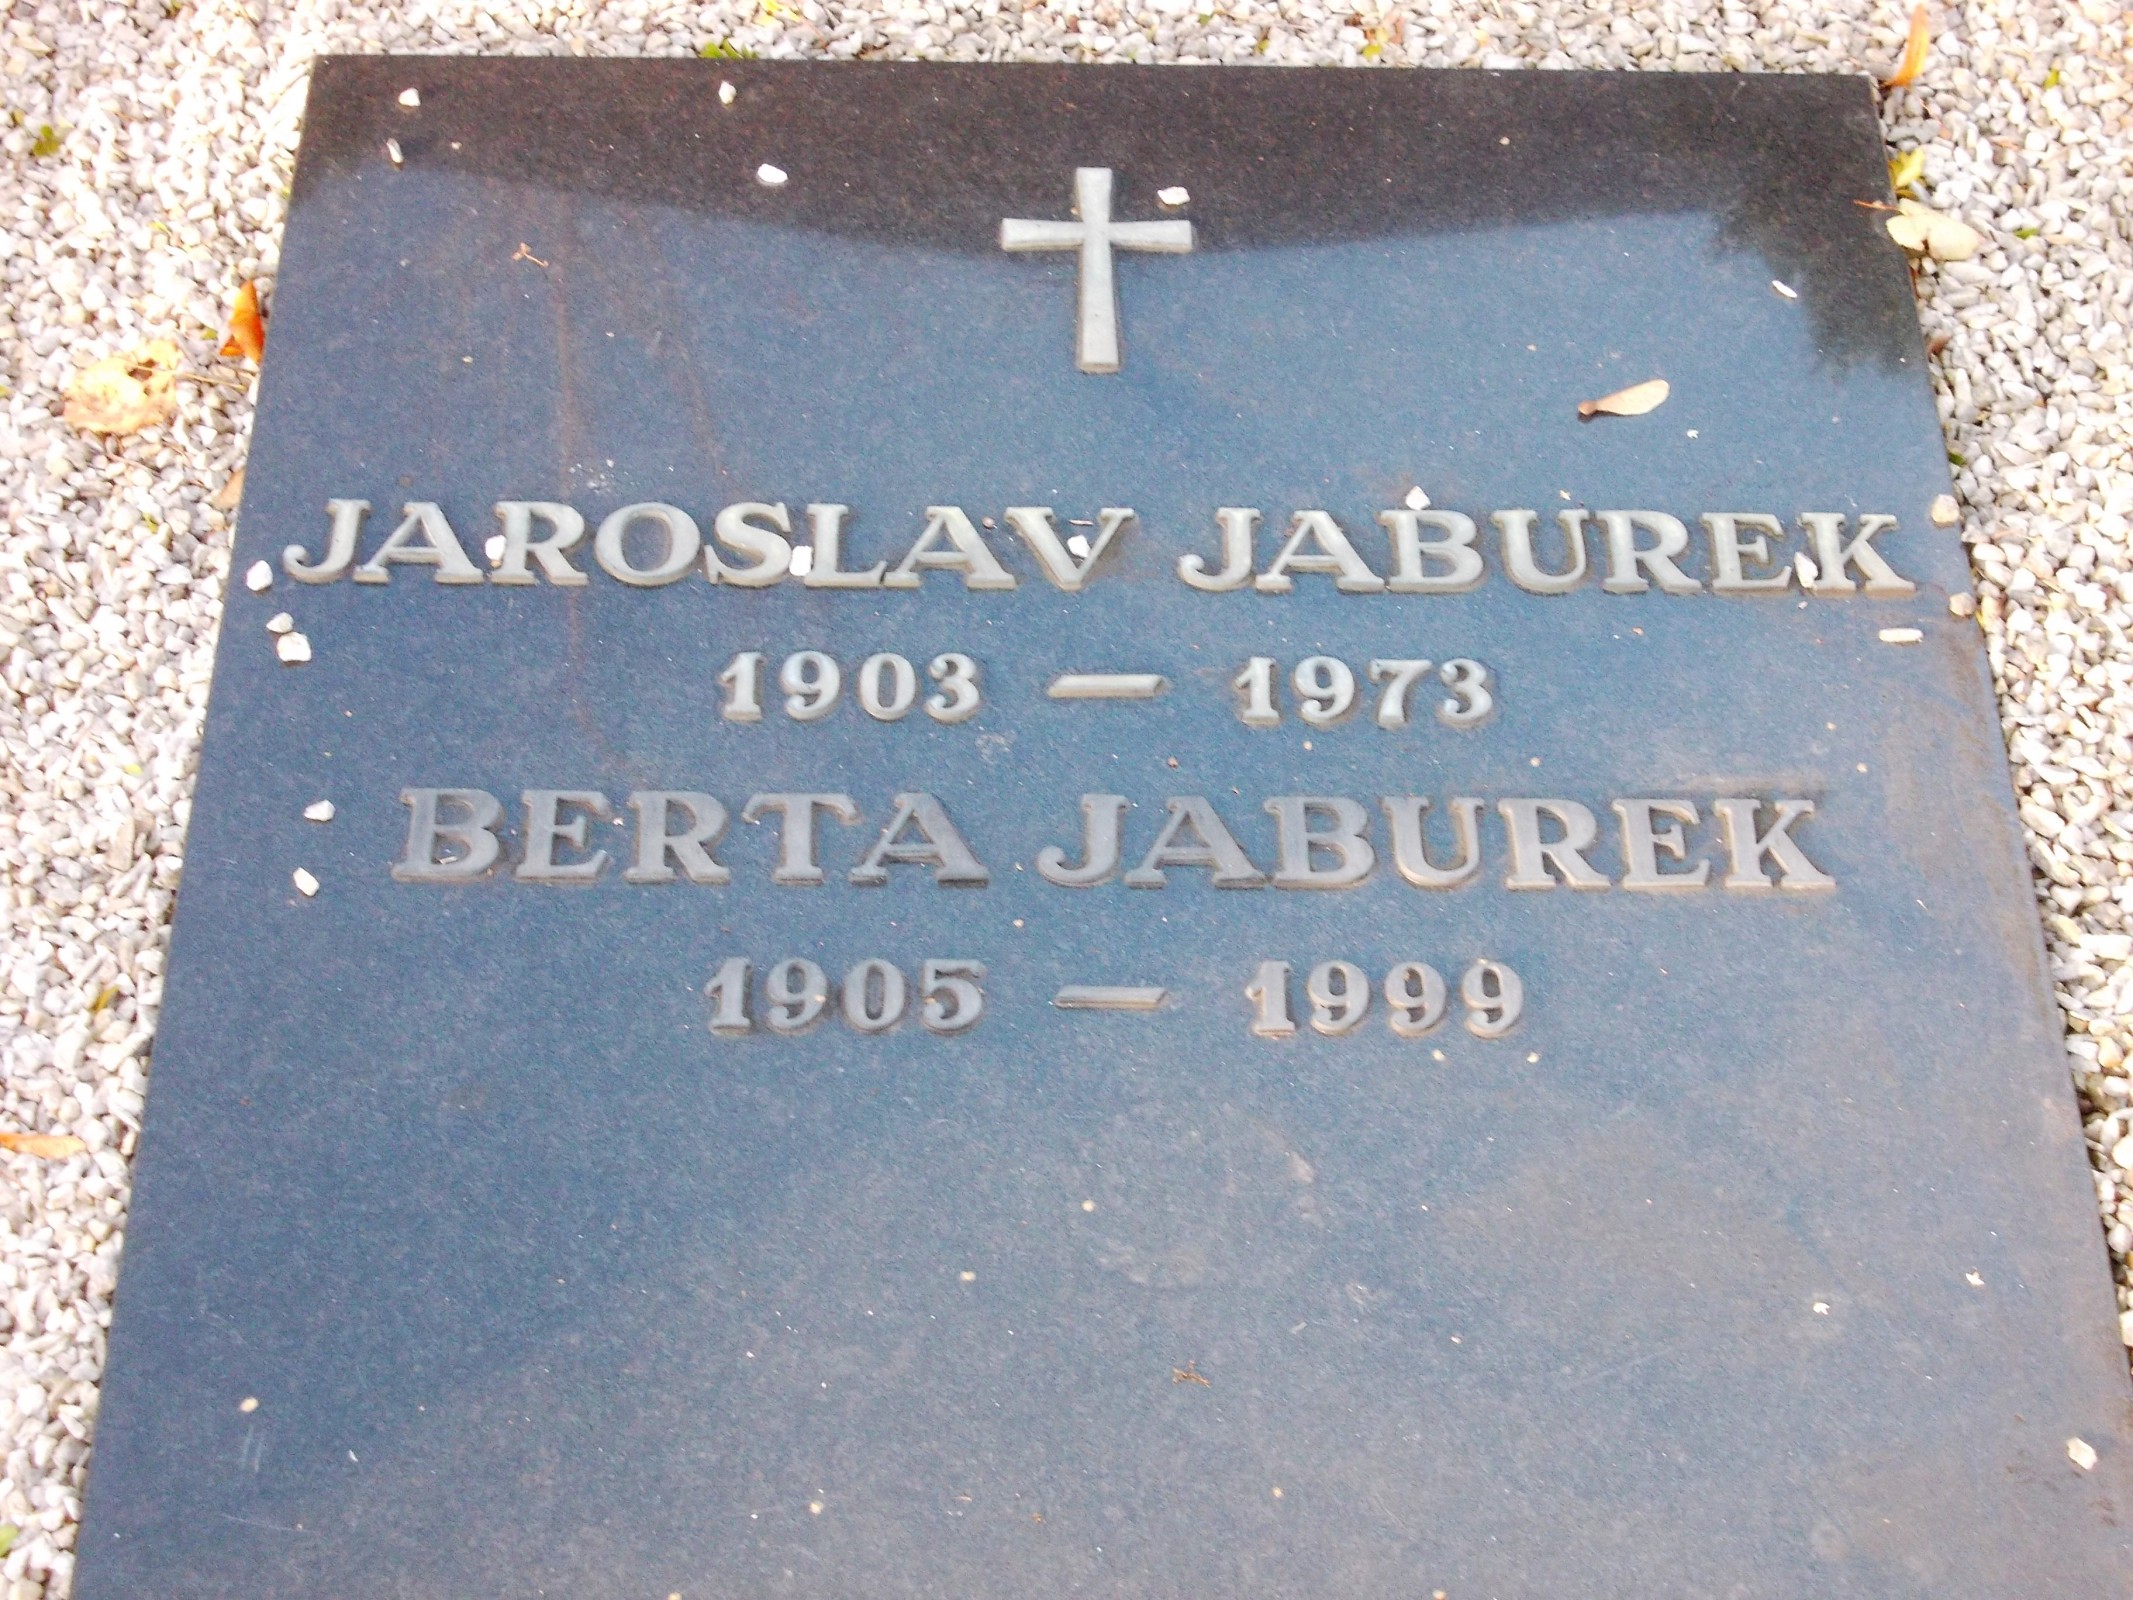 JAROSLAV JABUREK
1903 — 1973
BERTA JABUREK
1905 — 1999